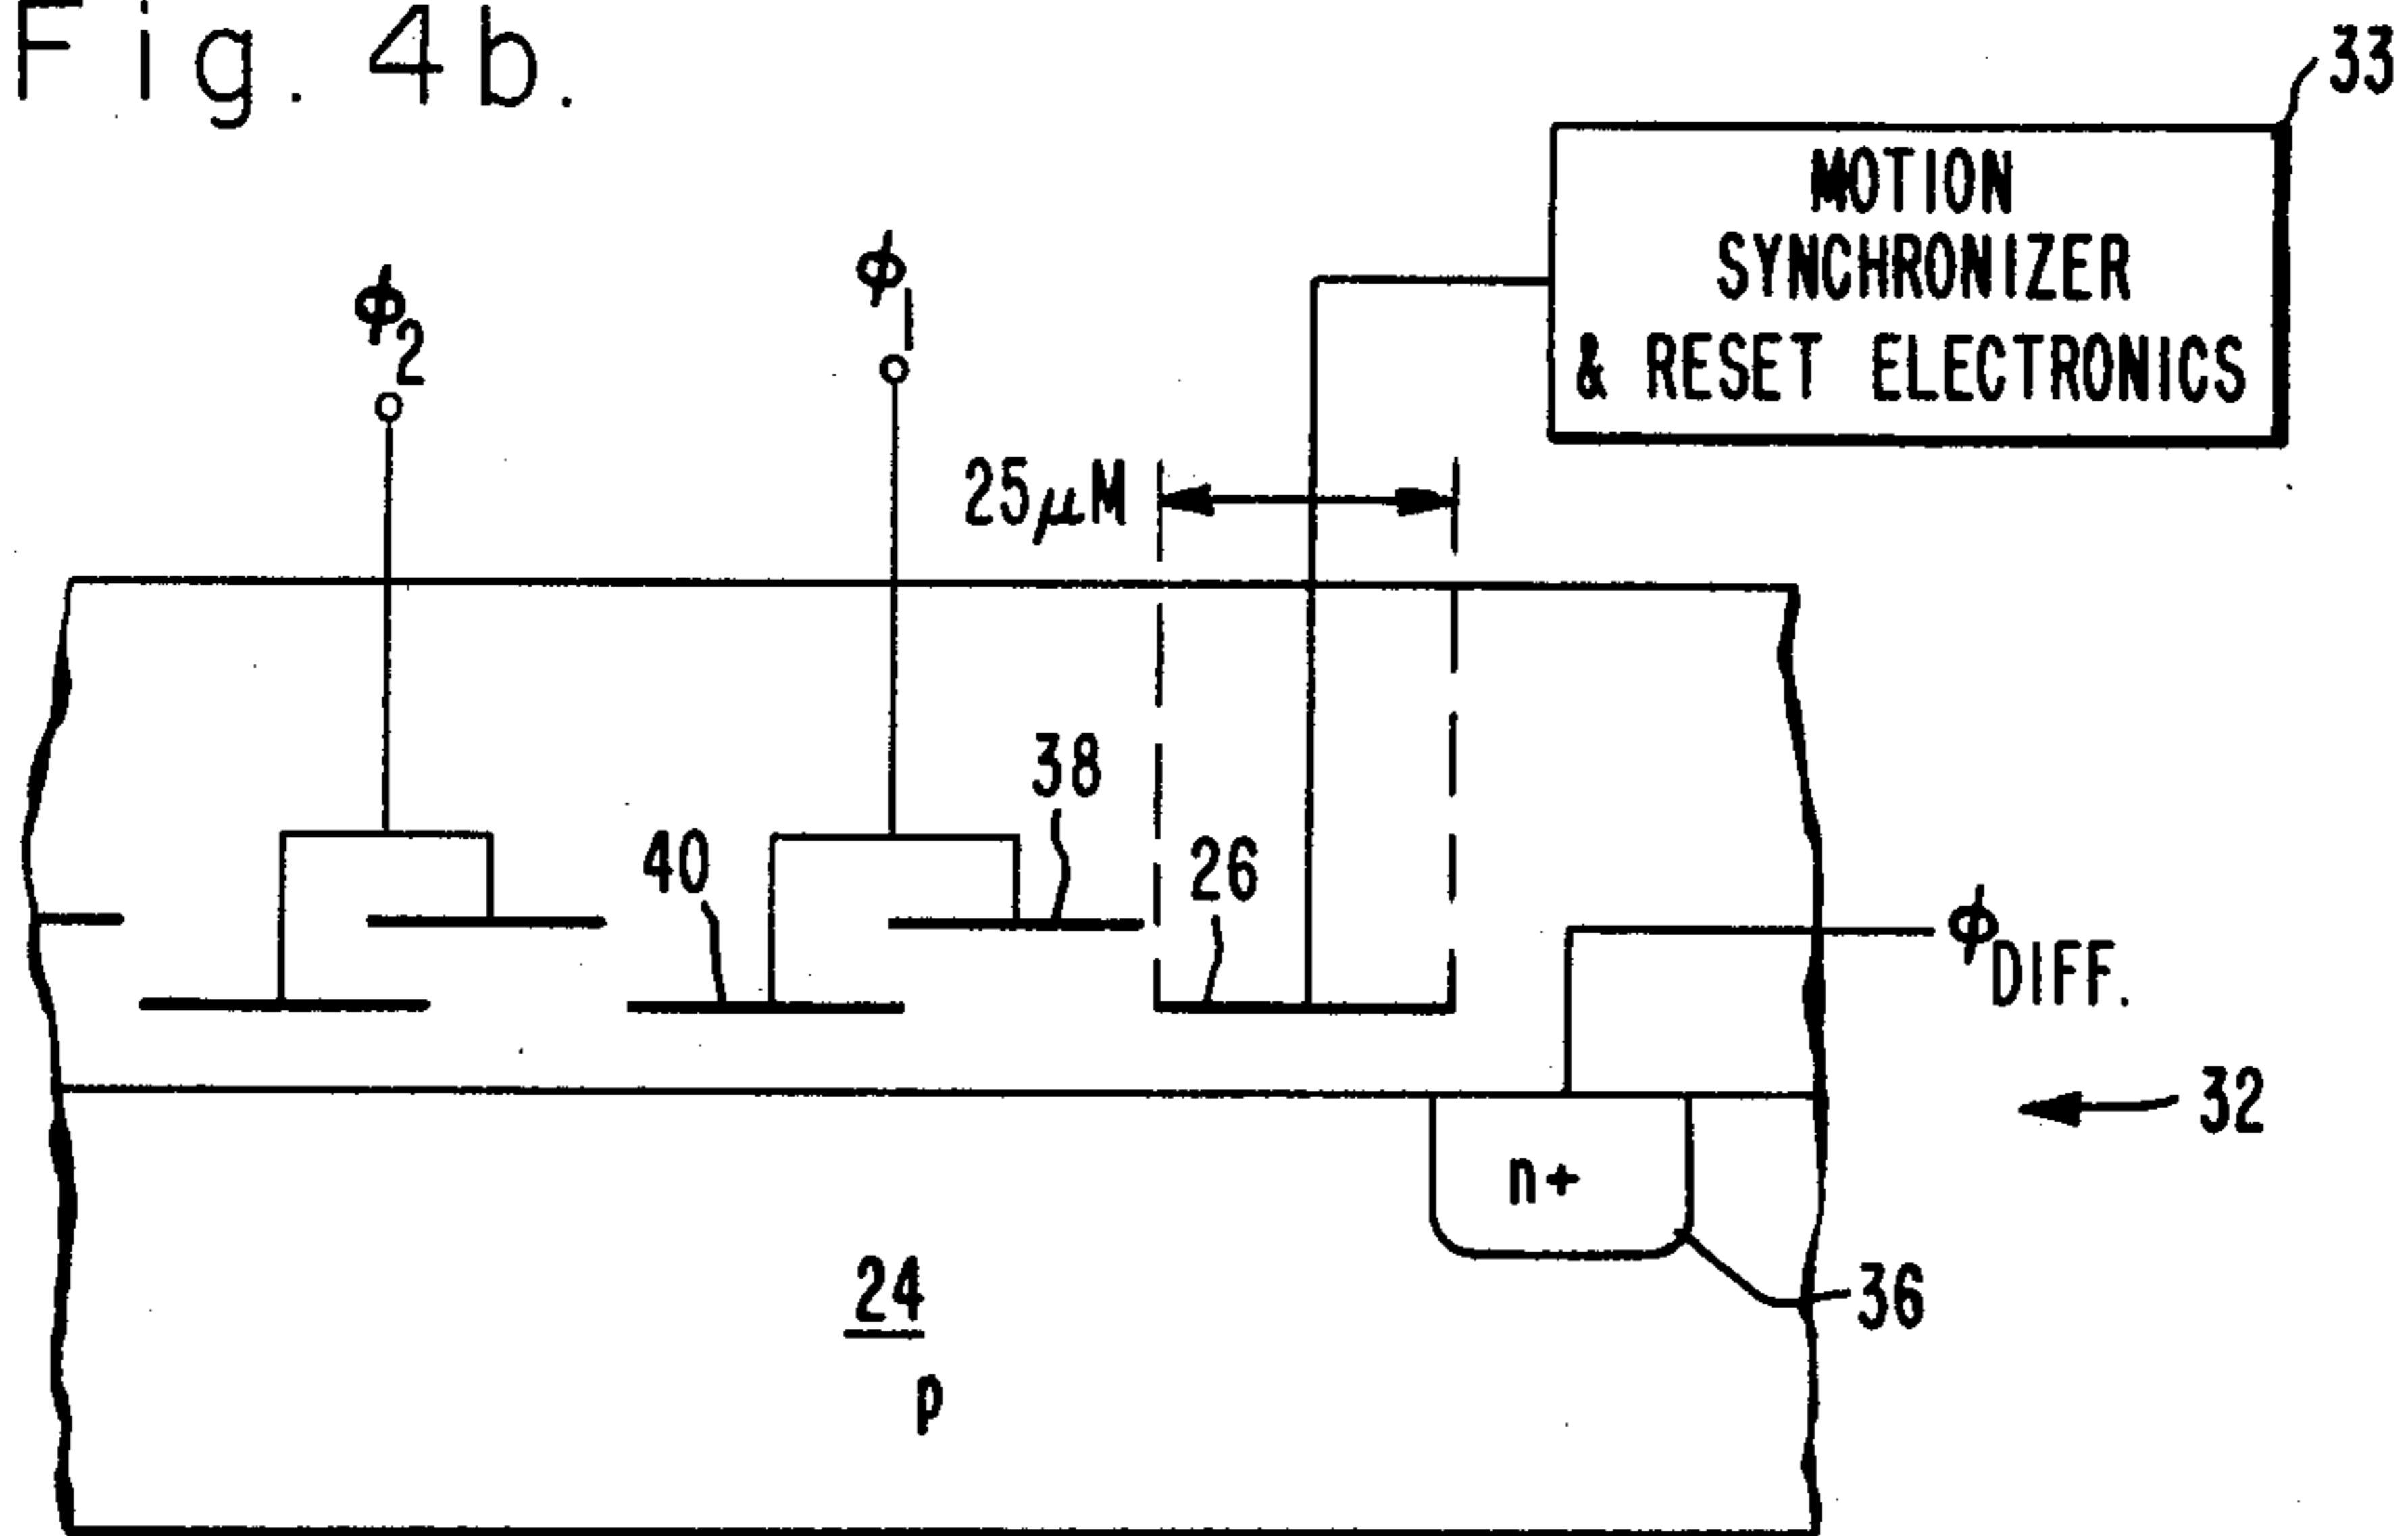 Fig. 4b.
33
MOTION
SYNCHRONIZER
& RESET ELECTRONICS
ϕ2
ϕ1
25μM
38
40
26
ϕDIFF.
32
n+
36
24
p